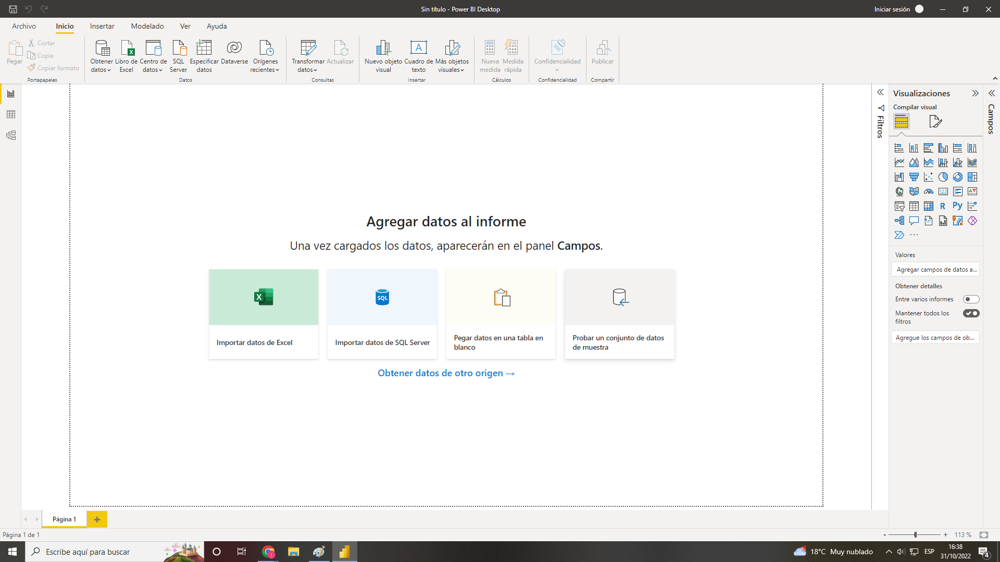 Sin título - Power BI Desktop
Iniciar sesión
Archivo
Inicio
Insertar
Modelado
Ver
Ayuda
Pegar
Cortar
Copia
Copiar formato
Portapapeles
Obtener
datos
Libro de
Excel
Centro de
datos
SQL
Server
Especificar
datos
Dataverse
Orígenes
recientes
Datos
Transformar
datos
Actualizar
Consultas
Nuevo objeto
visual
A
Cuadro de
texto
Más objetos
visuales
Insertar
Nueva
medida
Medida
rápida
Cálculos
Confidencialidad
Confidencialidad
Publicar
Compartir
Filtros
Visualizaciones
Compilar visual
Campos
123
R
Py
Valores
Agregar campos de datos a...
Obtener detalles
Entre varios informes
Mantener todos los
filtros
Agregue los campos de ob...
Agregar datos al informe
Una vez cargados los datos, aparecerán en el panel Campos.
X
SQL
Importar datos de Excel
Importar datos de SQL Server
Pegar datos en una tabla en
blanco
Probar un conjunto de datos
de muestra
Obtener datos de otro origen →
Página 1
+
Página 1 de 1
- + 113 %
Escribe aquí para buscar
18°C Muy nublado
ESP
16:38
31/10/2022
4